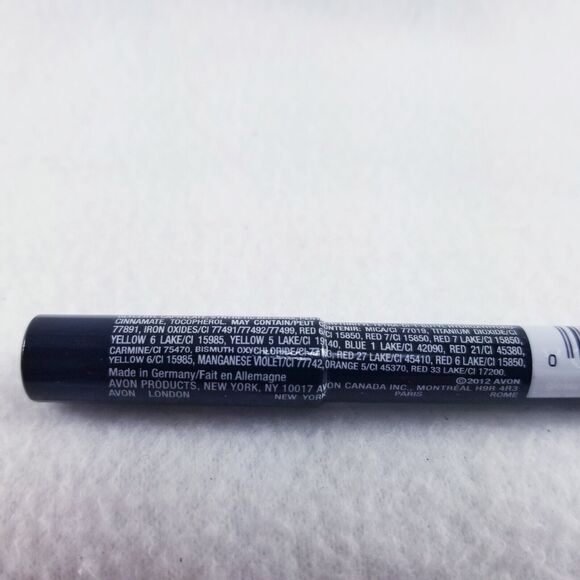 CINNAMATE, TOCOPHEROL. MAY CONTAIN/PEUT CONTENIR: MICA/CI 77019, TITANIUM DIOXIDE/CI
77891, IRON OXIDES/CI 77491/77492/77499, RED 6/CI 15850, RED 7/CI 15850, RED 7 LAKE/CI 15850,
YELLOW 6 LAKE/CI 15985, YELLOW 5 LAKE/CI 19140, BLUE 1 LAKE/CI 42090, RED 21/CI 45380,
CARMINE/CI 75470, BISMUTH OXYCHLORIDE/CI 77163, RED 27 LAKE/CI 45410, RED 6 LAKE/CI 15850,
YELLOW 6/CI 15985, MANGANESE VIOLET/CI 77742, ORANGE 5/CI 45370, RED 33 LAKE/CI 17200.
Made in Germany/Fait en Allemagne ©2012 AVON
AVON PRODUCTS, NEW YORK, NY 10017 AVON CANADA INC., MONTRÉAL H9R 4R3
AVON LONDON NEW YORK PARIS ROME
0